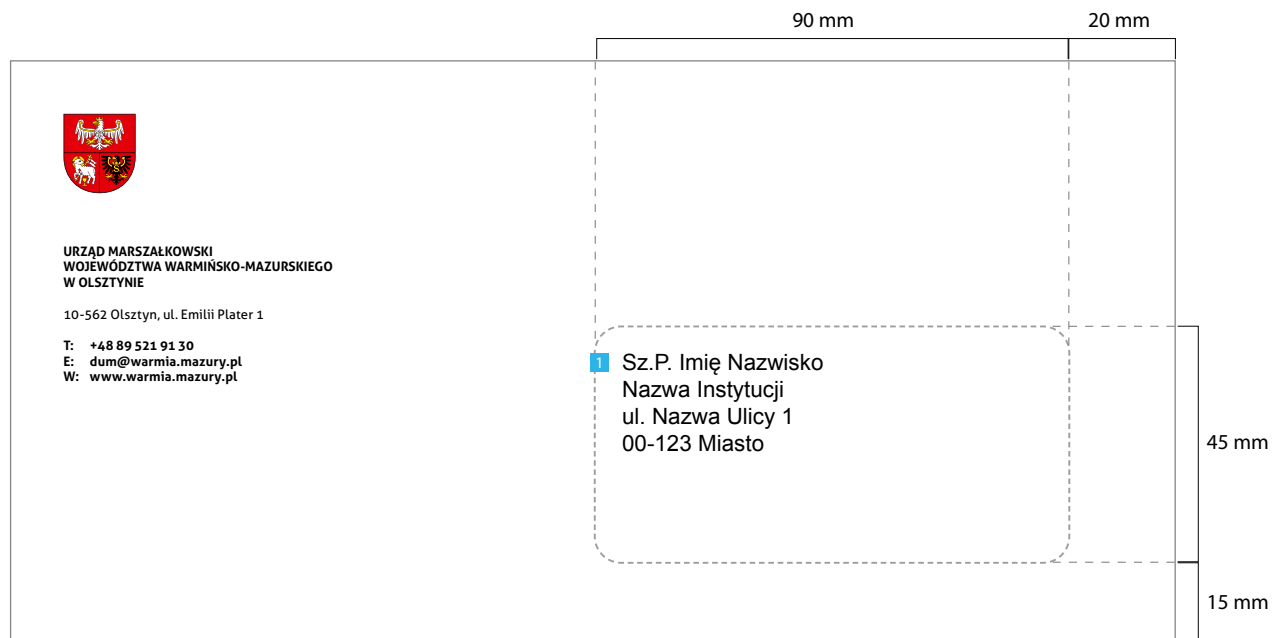 90 mm
20 mm
URZĄD MARSZAŁKOWSKI
WOJEWÓDZTWA WARMIŃSKO-MAZURSKIEGO
W OLSZTYNIE
10-562 Olsztyn, ul. Emilii Plater 1
T: +48 89 521 91 30
E: dum@warmia.mazury.pl
W: www.warmia.mazury.pl
1 Sz.P. Imię Nazwisko
Nazwa Instytucji
ul. Nazwa Ulicy 1
00-123 Miasto
45 mm
15 mm